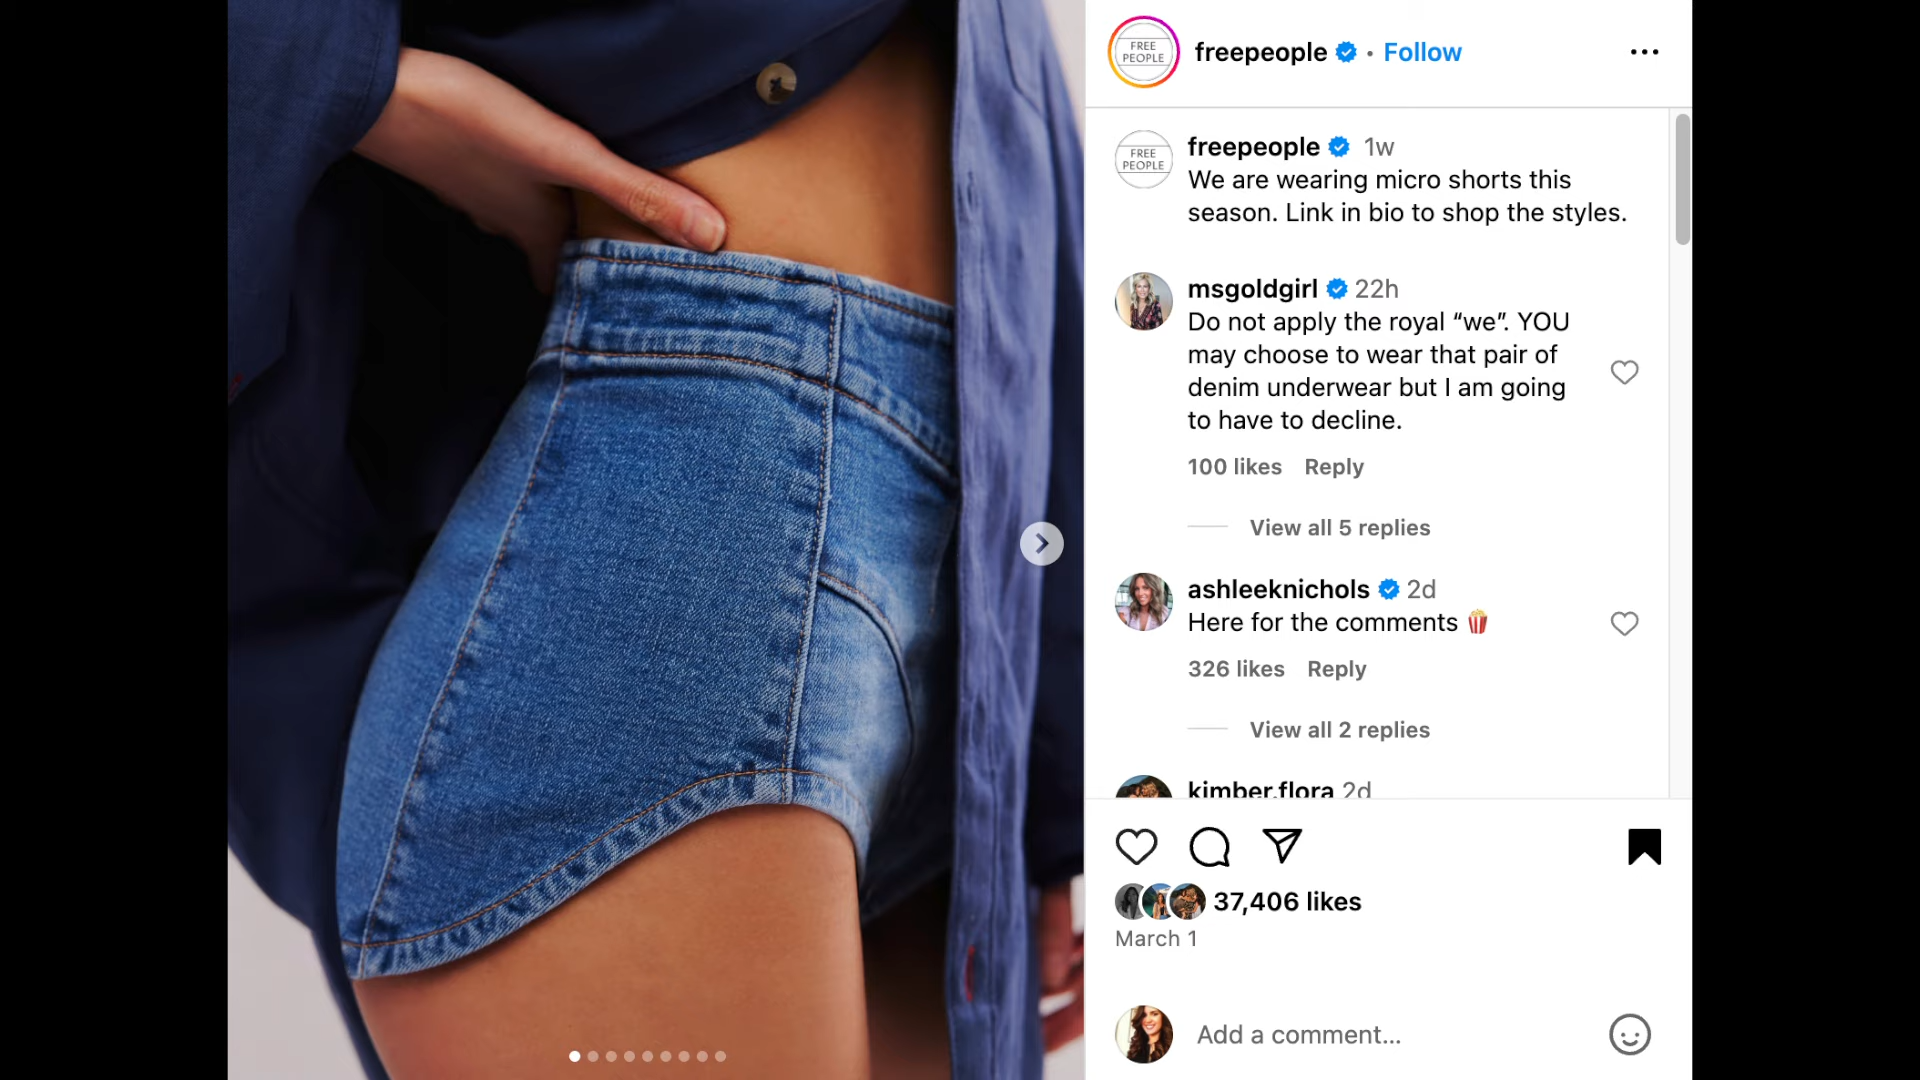 FREE
PEOPLE
freepeople • Follow
FREE
PEOPLE
freepeople 1w
We are wearing micro shorts this
season. Link in bio to shop the styles.
msgoldgirl 22h
Do not apply the royal “we”. YOU
may choose to wear that pair of
denim underwear but I am going
to have to decline.
100 likes Reply
View all 5 replies
ashleeknichols 2d
Here for the comments 🍿
326 likes Reply
View all 2 replies
kimber.flora 2d
37,406 likes
March 1
Add a comment...